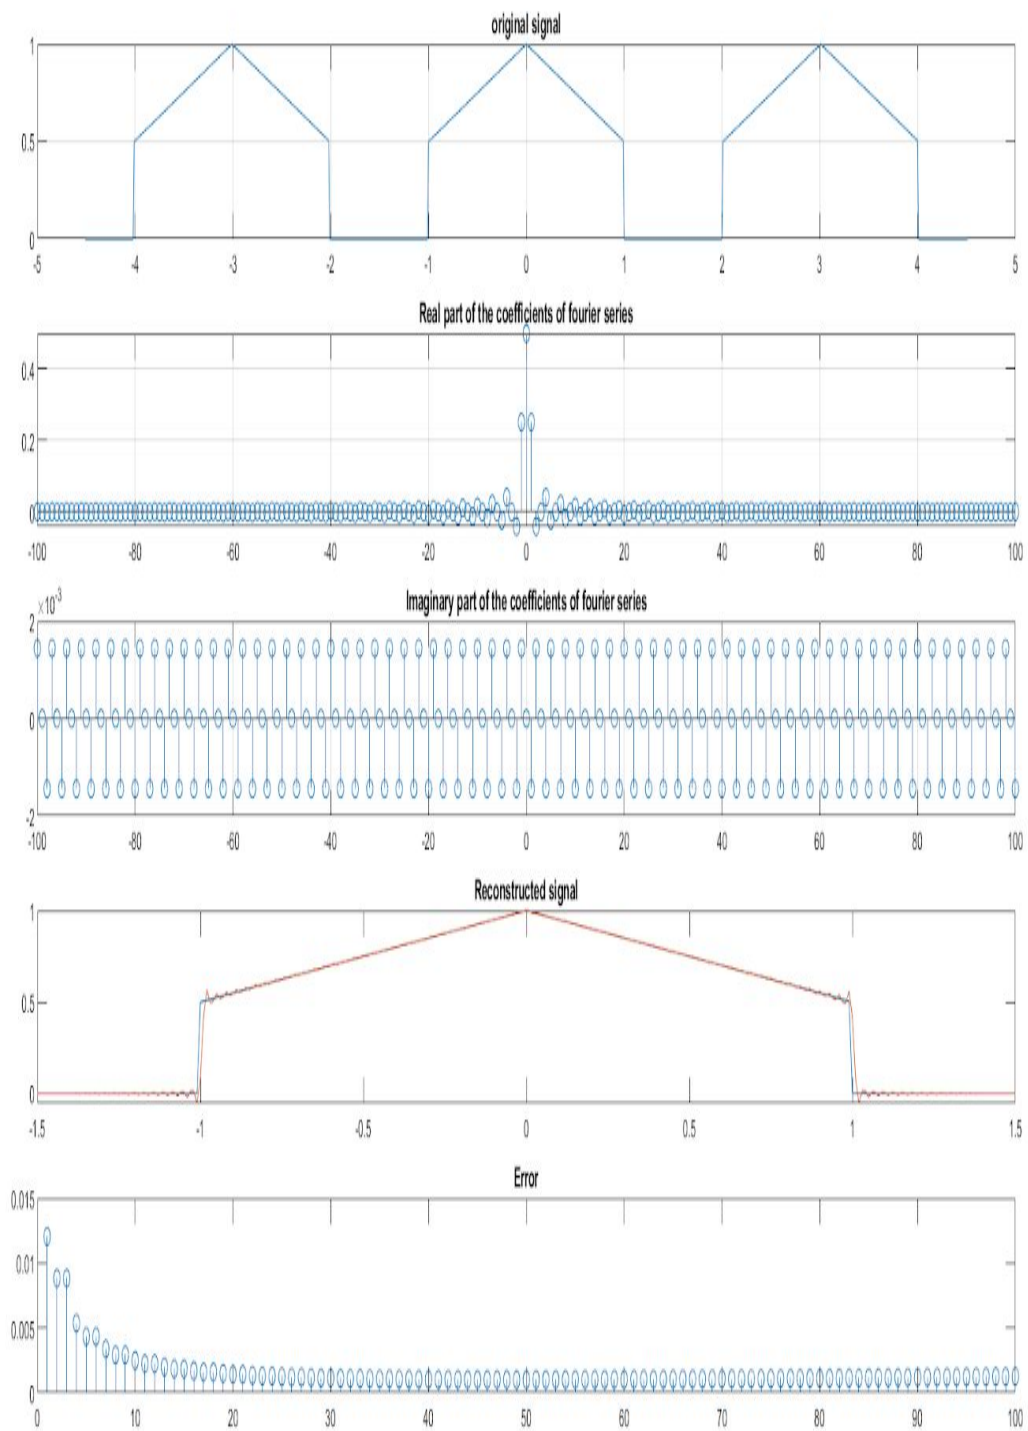 original signal
1
0.5
0
-5 -4 -3 -2 -1 0 1 2 3 4 5
Real part of the coefficients of fourier series
0.4
0.2
0
-100 -80 -60 -40 -20 0 20 40 60 80 100
Imaginary part of the coefficients of fourier series
×10^-3
2
0
-2
-100 -80 -60 -40 -20 0 20 40 60 80 100
Reconstructed signal
1
0.5
0
-1.5 -1 -0.5 0 0.5 1 1.5
Error
0.015
0.01
0.005
0
0 10 20 30 40 50 60 70 80 90 100